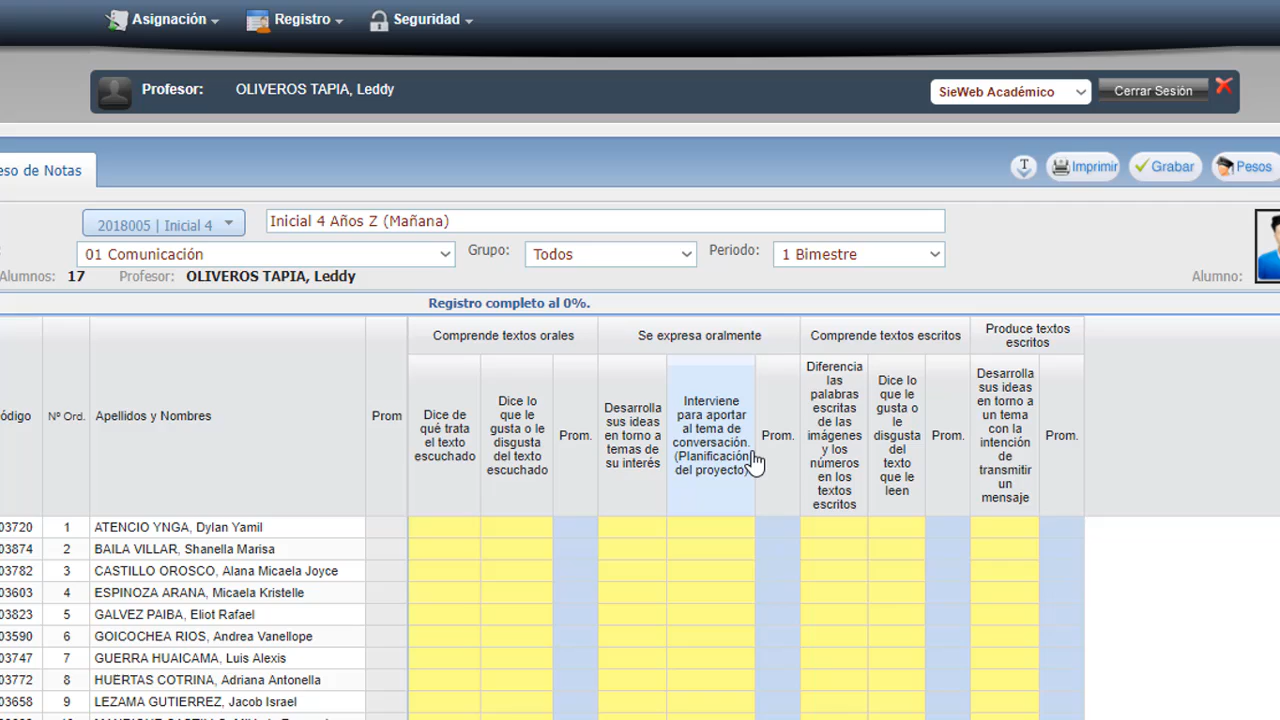 Asignación
Registro
Seguridad
Profesor: OLIVEROS TAPIA, Leddy
SieWeb Académico
Cerrar Sesión
eso de Notas
T
Imprimir
Grabar
Pesos
2018005 | Inicial 4
Inicial 4 Años Z (Mañana)
01 Comunicación
Grupo: Todos
Periodo: 1 Bimestre
Alumnos: 17 Profesor: OLIVEROS TAPIA, Leddy
Alumno:
Registro completo al 0%.
ódigo
Nº Ord.
Apellidos y Nombres
Prom
Comprende textos orales
Dice de
qué trata
el texto
escuchado
Dice lo
que le
gusta o le
disgusta
del texto
escuchado
Prom.
Se expresa oralmente
Desarrolla
sus ideas
en torno a
temas de
su interés
Interviene
para aportar
al tema de
conversación.
(Planificación
del proyecto)
Prom.
Comprende textos escritos
Diferencia
las
palabras
escritas
de las
imágenes
y los
números
en los
textos
escritos
Dice lo
que le
gusta o le
disgusta
del
texto
que le
leen
Prom.
Produce textos
escritos
Desarrolla
sus ideas
en torno a
un tema
con la
intención
de
transmitir
un
mensaje
Prom.
03720 1 ATENCIO YNGA, Dylan Yamil
03874 2 BAILA VILLAR, Shanella Marisa
03782 3 CASTILLO OROSCO, Alana Micaela Joyce
03603 4 ESPINOZA ARANA, Micaela Kristelle
03823 5 GALVEZ PAIBA, Eliot Rafael
03590 6 GOICOCHEA RIOS, Andrea Vanellope
03747 7 GUERRA HUAICAMA, Luis Alexis
03772 8 HUERTAS COTRINA, Adriana Antonella
03658 9 LEZAMA GUTIERREZ, Jacob Israel